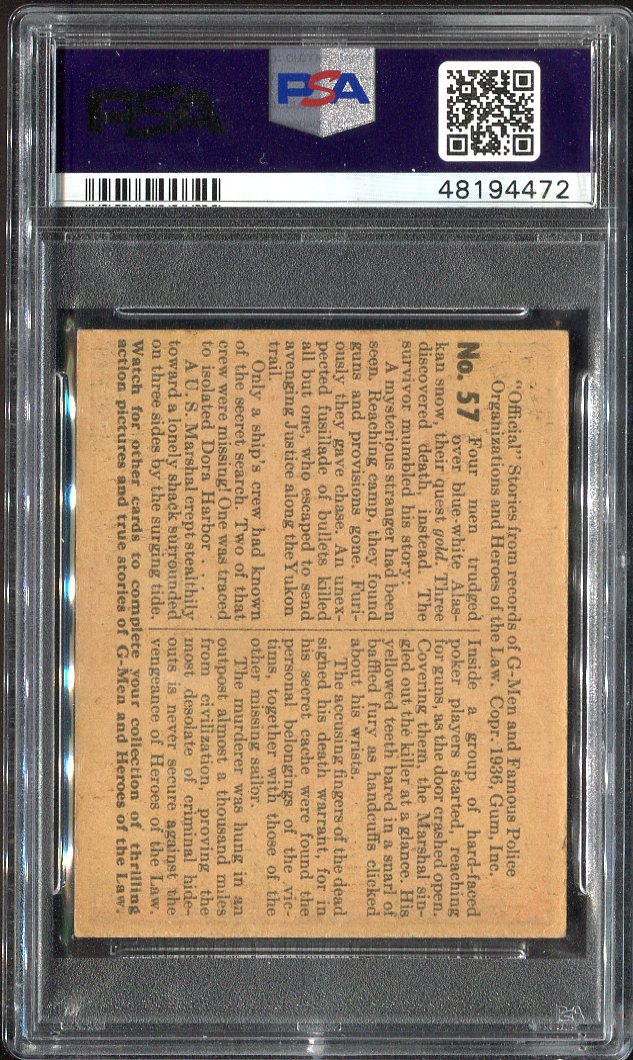 PSA
PSA
48194472
"Official" Stories from records of G-Men and Famous Police
Organizations and Heroes of the Law. Copr. 1936, Gum, Inc.
No. 57 Four men trudged
over blue-white Alas-
kan snow, their quest gold. Three
discovered death instead. The
survivor mumbled his story:
A mysterious stranger had been
seen. Reaching camp, they found
guns and provisions gone. Furi-
ously they gave chase. An unex-
pected fusillade of bullets killed
all but one, who escaped to send
avenging Justice along the Yukon
trail.
Only a ship's crew had known
of the secret search. Two of that
crew were missing! One was traced
to isolated Dora Harbor . . . .
A U. S. Marshal crept stealthily
toward a lonely shack surrounded
on three sides by the surging tide.
Inside a group of hard-faced
poker players started, reaching
for guns, as the door crashed open.
Covering them, the Marshal sin-
gled out the killer at a glance. His
yellowed teeth bared in a snarl of
baffled fury as handcuffs clicked
about his wrists.
The accusing fingers of the dead
signed his death warrant, for in
his secret cache were found the
personal belongings of the vic-
tims, together with those of the
other missing sailor.
The murderer was hung in an
outpost almost a thousand miles
from civilization, proving the
most desolate of criminal hide-
outs is never secure against the
vengeance of Heroes of the Law.
Watch for other cards to complete your collection of thrilling
action pictures and true stories of G-Men and Heroes of the Law.